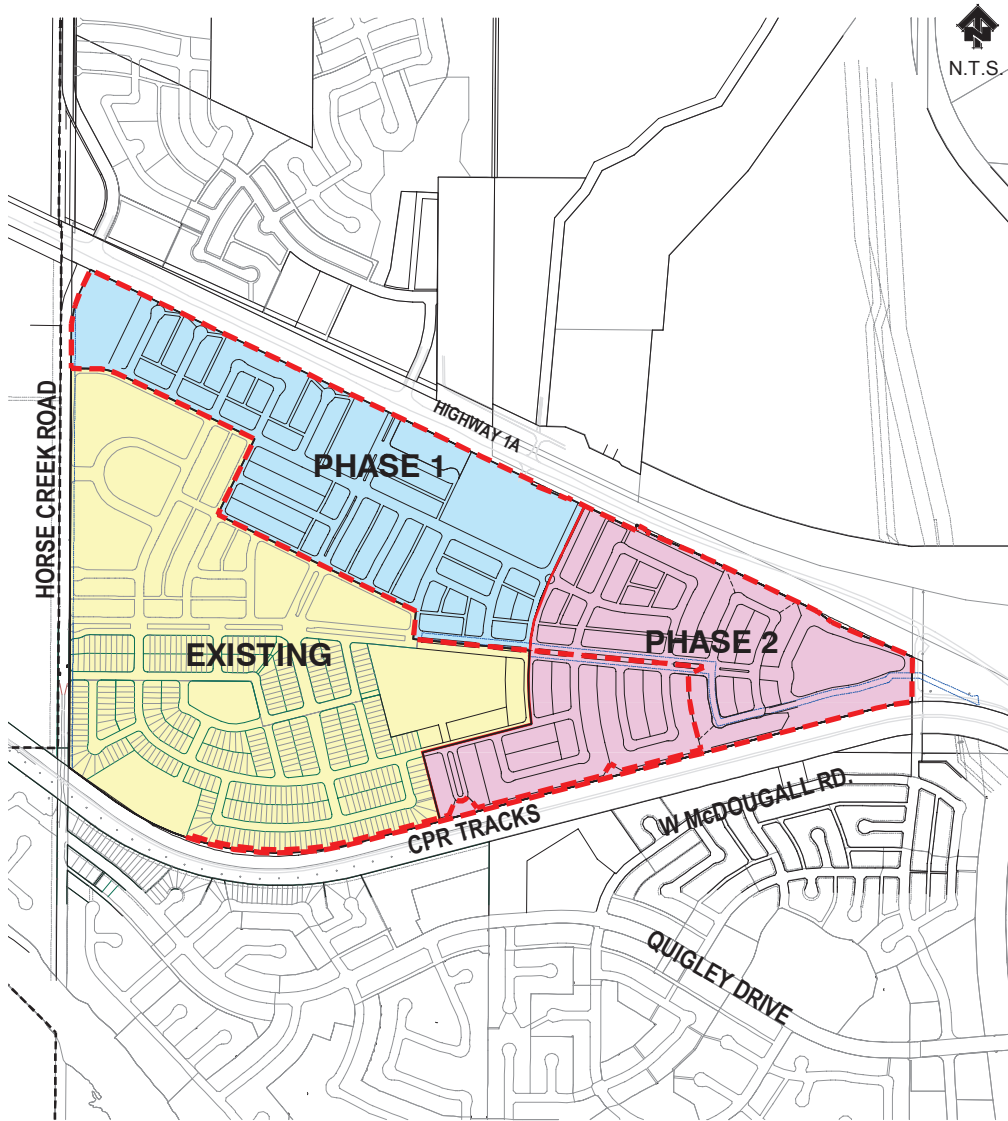 N
N.T.S.
HIGHWAY 1A
PHASE 1
HORSE CREEK ROAD
PHASE 2
EXISTING
W McDOUGALL RD.
CPR TRACKS
QUIGLEY DRIVE